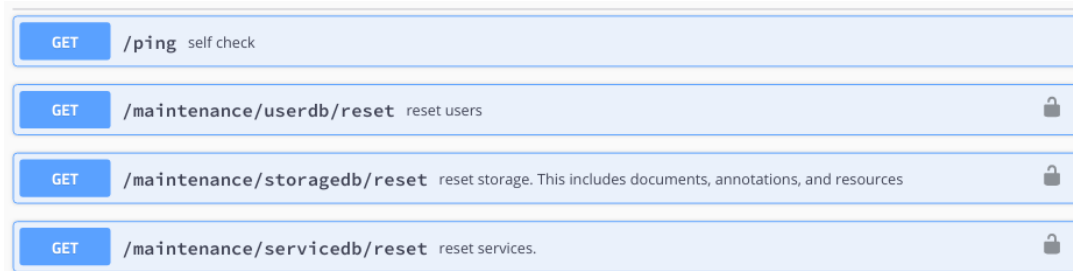 GET /ping self check
GET /maintenance/userdb/reset reset users
GET /maintenance/storagedb/reset reset storage. This includes documents, annotations, and resources
GET /maintenance/servicedb/reset reset services.